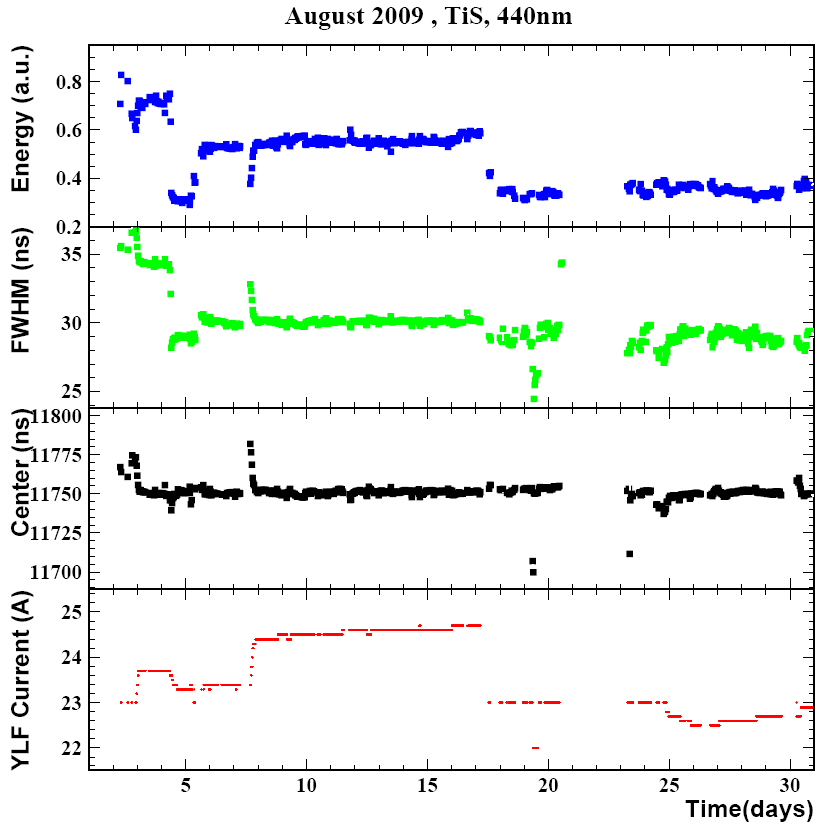 August 2009 , TiS, 440nm
Energy (a.u.)
0.8
0.6
0.4
0.2
FWHM (ns)
35
30
25
Center (ns)
11800
11775
11750
11725
11700
YLF Current (A)
25
24
23
22
5 10 15 20 25 30
Time(days)